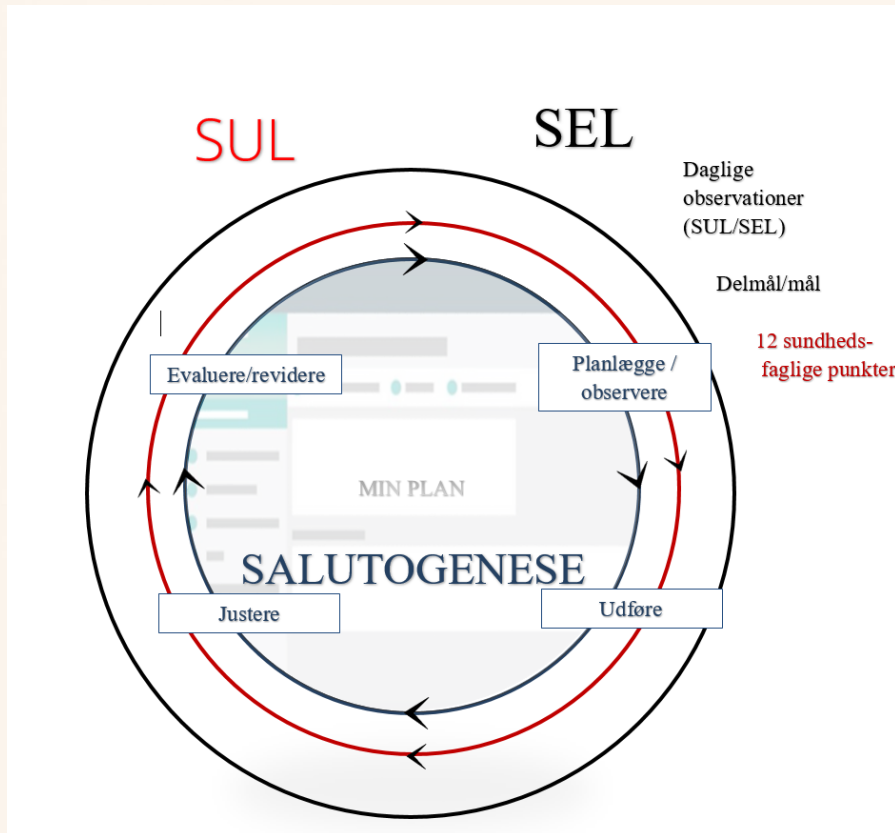 SUL
SEL
Daglige
observationer
(SUL/SEL)
Delmål/mål
12 sundheds-
faglige punkter
Evaluere/revidere
Planlægge /
observere
MIN PLAN
SALUTOGENESE
Justere
Udføre